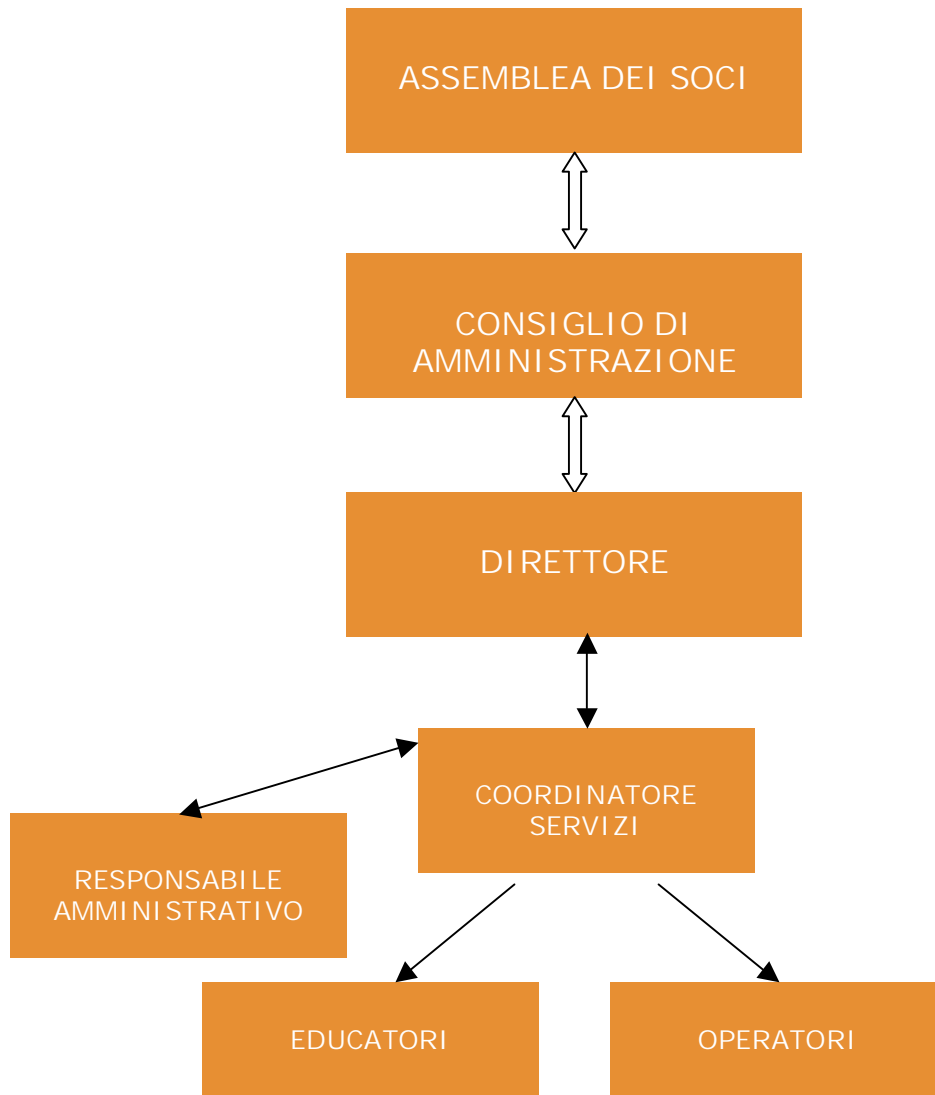 ASSEMBLEA DEI SOCI
CONSIGLIO DI
AMMINISTRAZIONE
DIRETTORE
COORDINATORE
SERVIZI
RESPONSABILE
AMMINISTRATIVO
EDUCATORI
OPERATORI